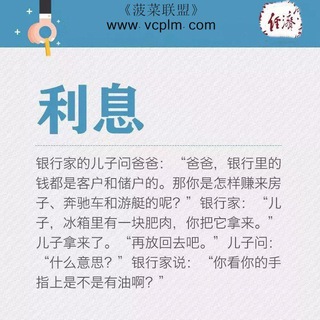 《菠菜联盟》
www.vcplm.com
任濟
利息
银行家的儿子问爸爸：“爸爸，银行里的
钱都是客户和储户的。那你是怎样赚来房
子、奔驰车和游艇的呢？”银行家：“儿
子，冰箱里有一块肥肉，你把它拿来。”
儿子拿来了。“再放回去吧。”儿子问：
“什么意思？”银行家说：“你看你的手
指上是不是有油啊？”